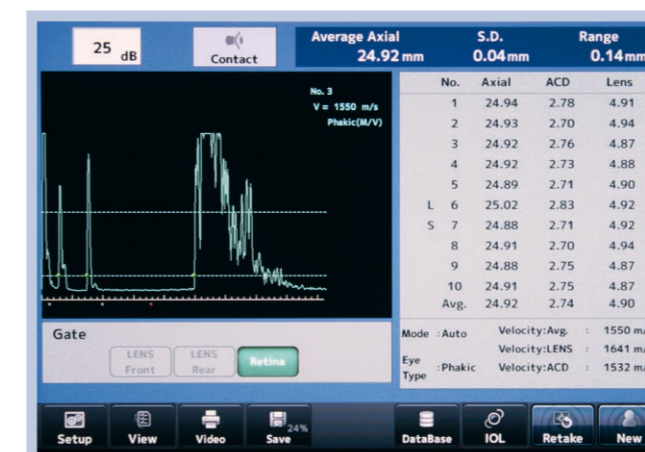 25 dB
Contact
Average Axial
24.92 mm
S.D.
0.04 mm
Range
0.14 mm
No. 3
V = 1550 m/s
Phakic(M/V)
No. Axial ACD Lens
1 24.94 2.78 4.91
2 24.93 2.70 4.94
3 24.92 2.76 4.87
4 24.92 2.73 4.88
5 24.89 2.71 4.90
L 6 25.02 2.83 4.92
S 7 24.88 2.71 4.92
8 24.91 2.70 4.94
9 24.88 2.75 4.87
10 24.91 2.75 4.87
Avg. 24.92 2.74 4.90
Gate
LENS Front
LENS Rear
Retina
Mode : Auto Velocity:Avg. : 1550 m/
Velocity:LENS : 1641 m/
Eye Type : Phakic Velocity:ACD : 1532 m/
Setup
View
Video
Save 24%
DataBase
IOL
Retake
New